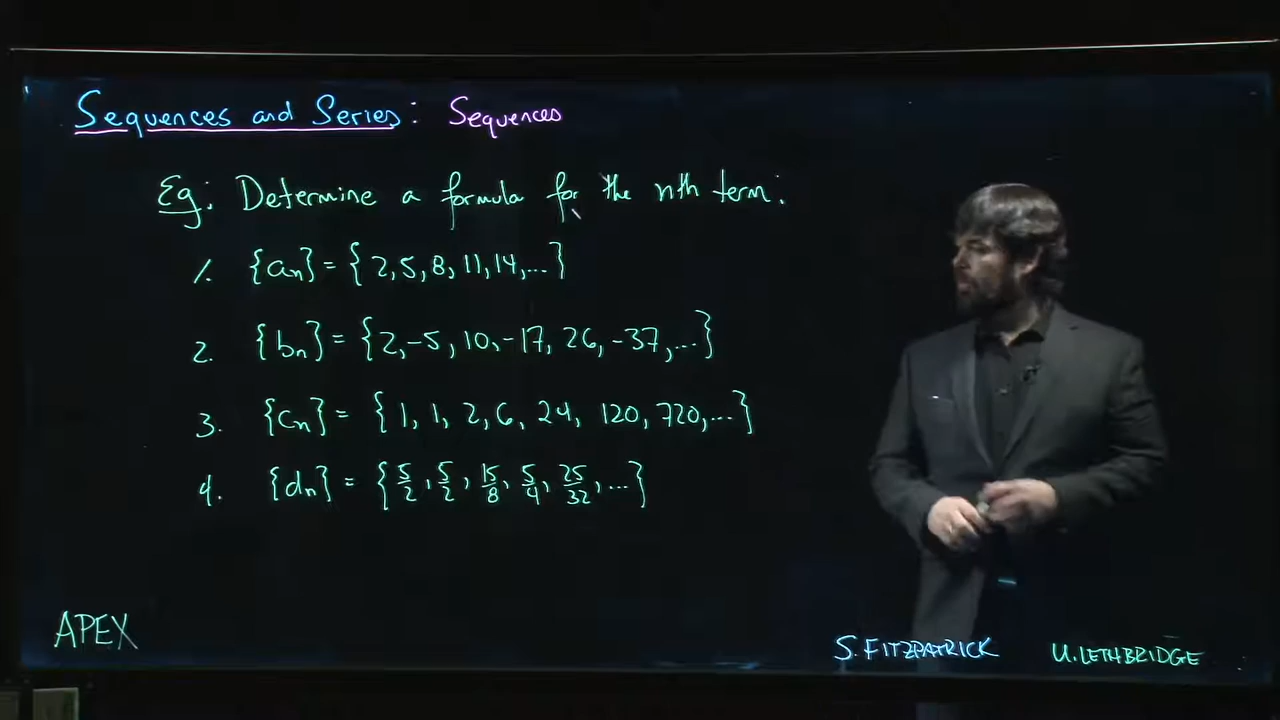 Sequences and Series: Sequences
Eg: Determine a formula for the nth term:
1. {aₙ} = { 2, 5, 8, 11, 14, ... }
2. {bₙ} = { 2, -5, 10, -17, 26, -37, ... }
3. {cₙ} = { 1, 1, 2, 6, 24, 120, 720, ... }
4. {dₙ} = { 5/2, 5/2, 15/8, 5/4, 25/32, ... }
APEX
S. FITZPATRICK U. LETHBRIDGE